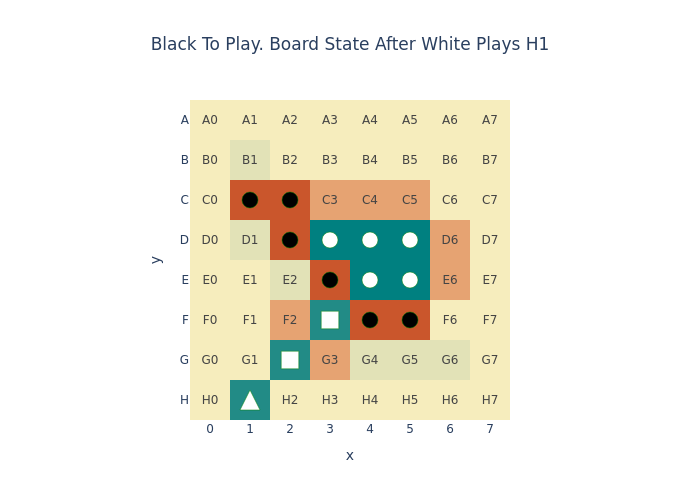 Black To Play. Board State After White Plays H1
A A0 A1 A2 A3 A4 A5 A6 A7
B B0 B1 B2 B3 B4 B5 B6 B7
C C0 C3 C4 C5 C6 C7
D D0 D1 D6 D7
E E0 E1 E2 E6 E7
F F0 F1 F2 F6 F7
G G0 G1 G3 G4 G5 G6 G7
H H0 H2 H3 H4 H5 H6 H7
0 1 2 3 4 5 6 7
x
y